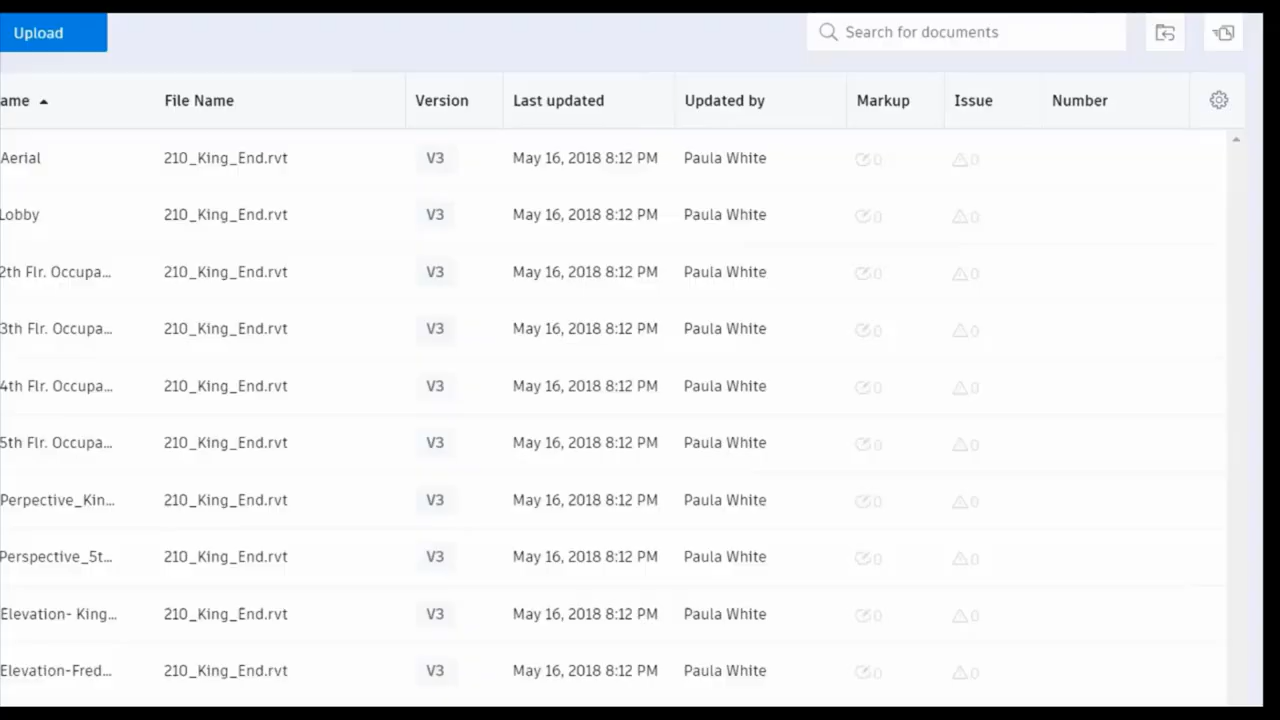 Upload Search for documents
ame File Name Version Last updated Updated by Markup Issue Number
Aerial 210_King_End.rvt V3 May 16, 2018 8:12 PM Paula White 0 0
Lobby 210_King_End.rvt V3 May 16, 2018 8:12 PM Paula White 0 0
2th Flr. Occupa... 210_King_End.rvt V3 May 16, 2018 8:12 PM Paula White 0 0
3th Flr. Occupa... 210_King_End.rvt V3 May 16, 2018 8:12 PM Paula White 0 0
4th Flr. Occupa... 210_King_End.rvt V3 May 16, 2018 8:12 PM Paula White 0 0
5th Flr. Occupa... 210_King_End.rvt V3 May 16, 2018 8:12 PM Paula White 0 0
Perpective_Kin... 210_King_End.rvt V3 May 16, 2018 8:12 PM Paula White 0 0
Perspective_5t... 210_King_End.rvt V3 May 16, 2018 8:12 PM Paula White 0 0
Elevation- King... 210_King_End.rvt V3 May 16, 2018 8:12 PM Paula White 0 0
Elevation-Fred... 210_King_End.rvt V3 May 16, 2018 8:12 PM Paula White 0 0